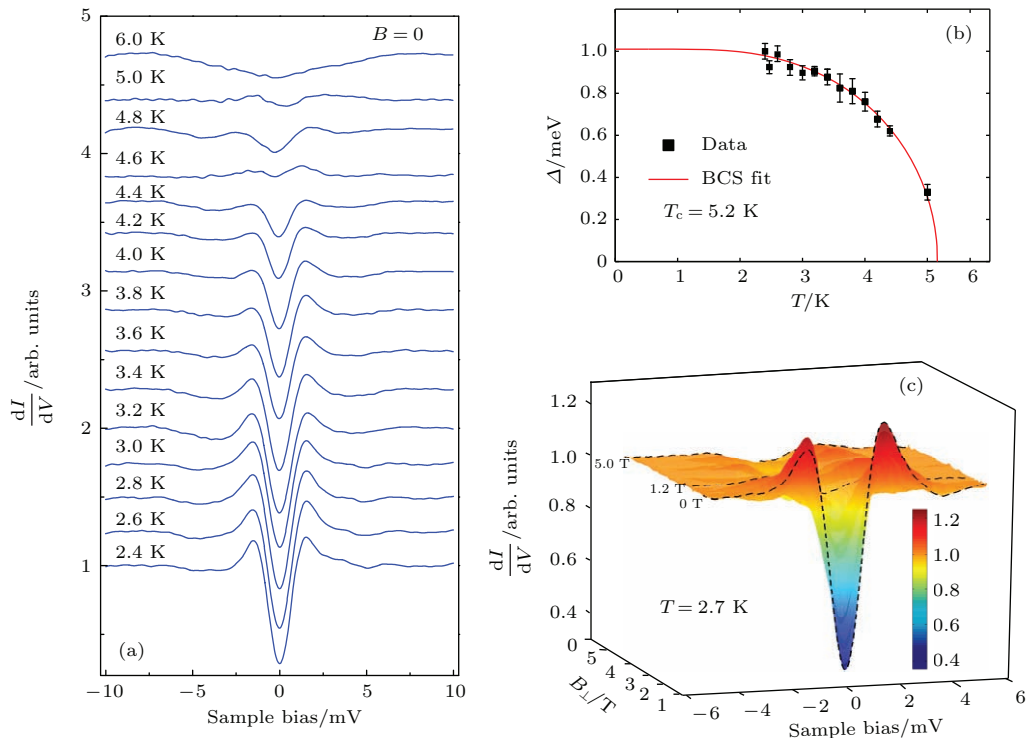 5
6.0 K
B = 0
5.0 K
4.8 K
4
4.6 K
4.4 K
4.2 K
4.0 K
3
3.8 K
3.6 K
3.4 K
3.2 K
2
3.0 K
2.8 K
2.6 K
2.4 K
1
(a)
−10 −5 0 5 10
Sample bias/mV
dI/dV /arb. units
(b)
1.0
0.8
0.6
0.4
0.2
0
Δ/meV
Data
BCS fit
Tc = 5.2 K
0 1 2 3 4 5 6
T/K
(c)
1.2
1.0
0.8
0.6
0.4
0.2
0
dI/dV /arb. units
5.0 T
1.2 T
0 T
T = 2.7 K
1.2
1.0
0.8
0.6
0.4
5 4 3 2 1
B⊥/T
−6 −4 −2 0 2 4 6
Sample bias/mV